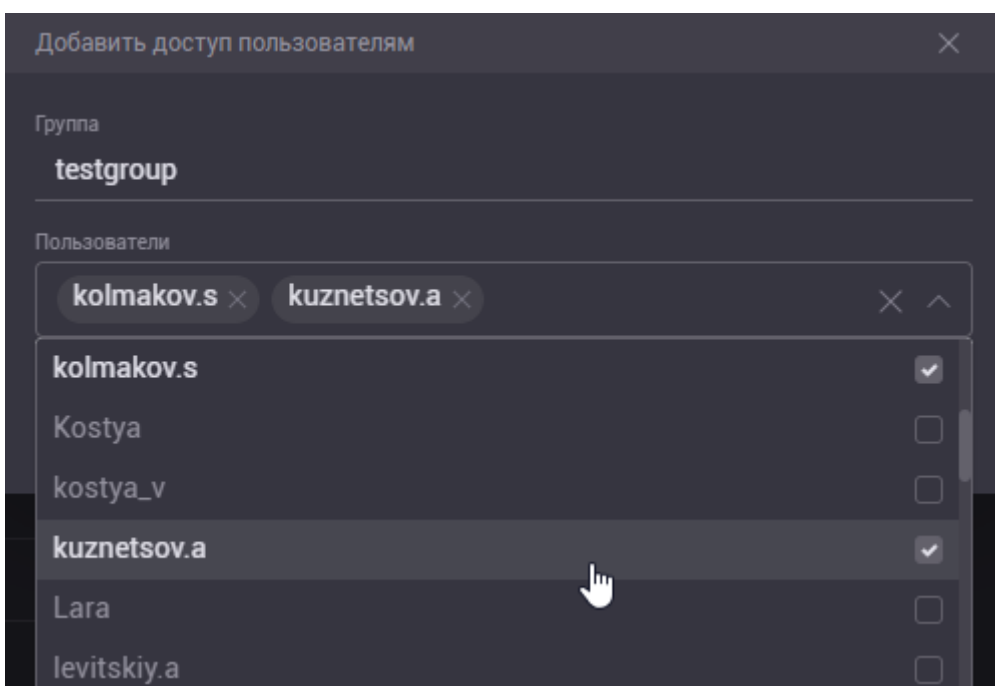 Добавить доступ пользователям
Группа
testgroup
Пользователи
kolmakov.s kuznetsov.a
kolmakov.s
Kostya
kostya_v
kuznetsov.a
Lara
levitskiy.a